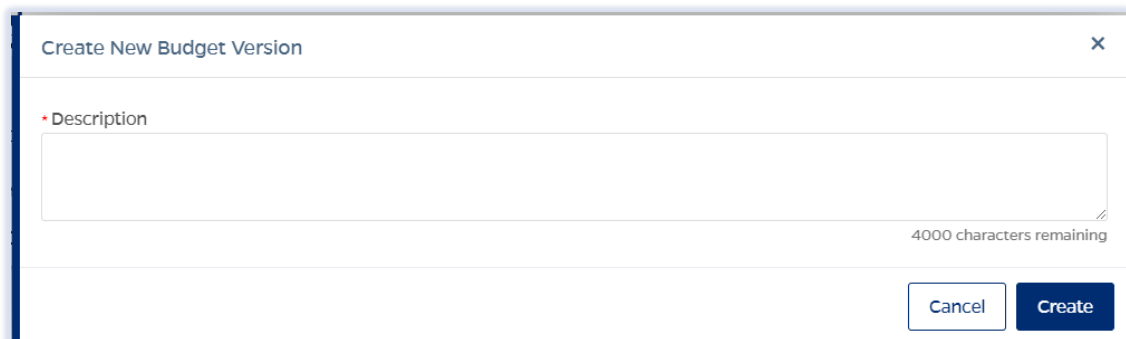 Create New Budget Version ×
* Description
4000 characters remaining
Cancel Create